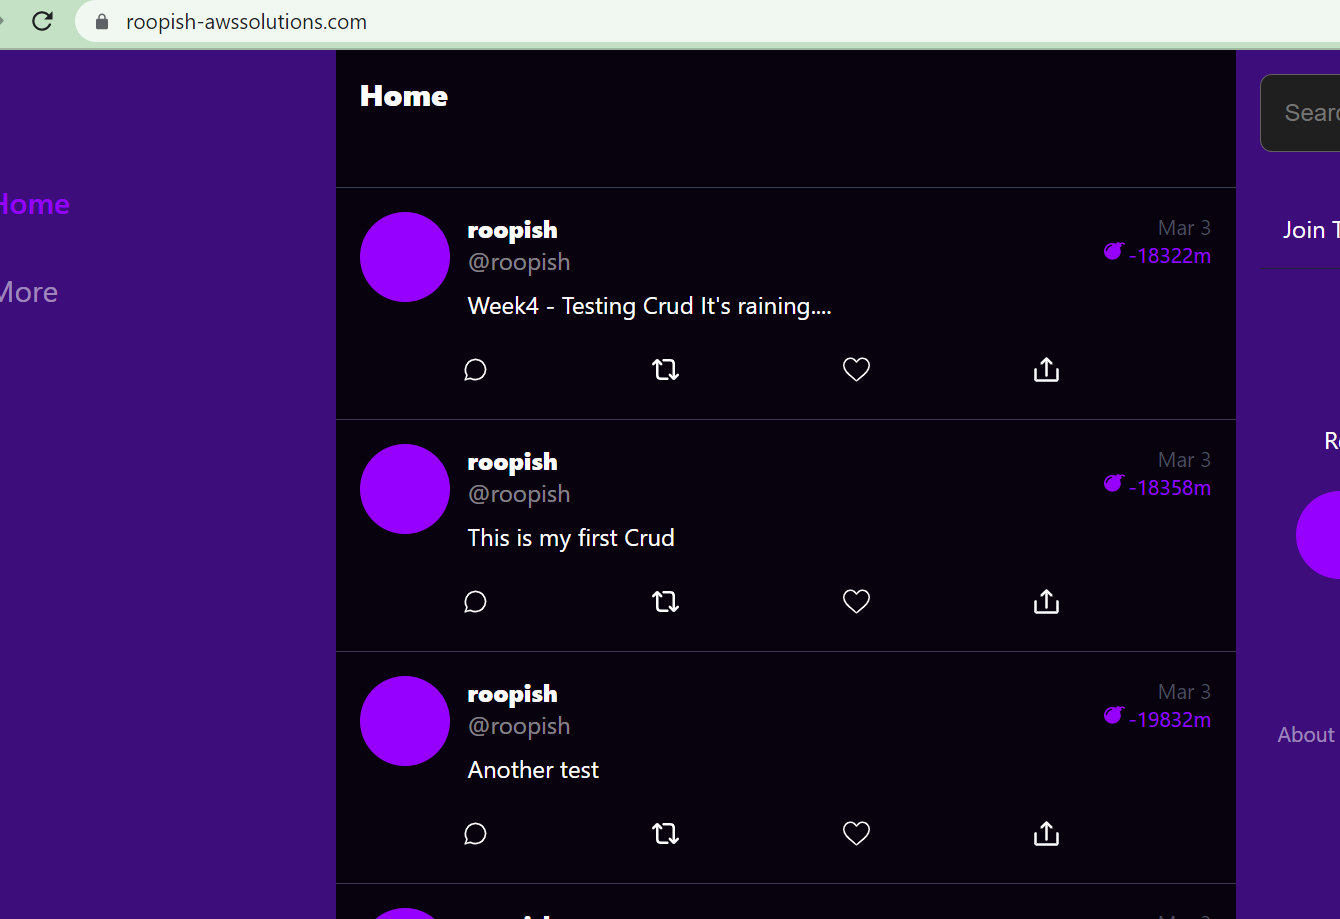 roopish-awssolutions.com
Home
Home
More
roopish
@roopish
Mar 3
-18322m
Week4 - Testing Crud It's raining....
roopish
@roopish
Mar 3
-18358m
This is my first Crud
roopish
@roopish
Mar 3
-19832m
Another test
Join
About